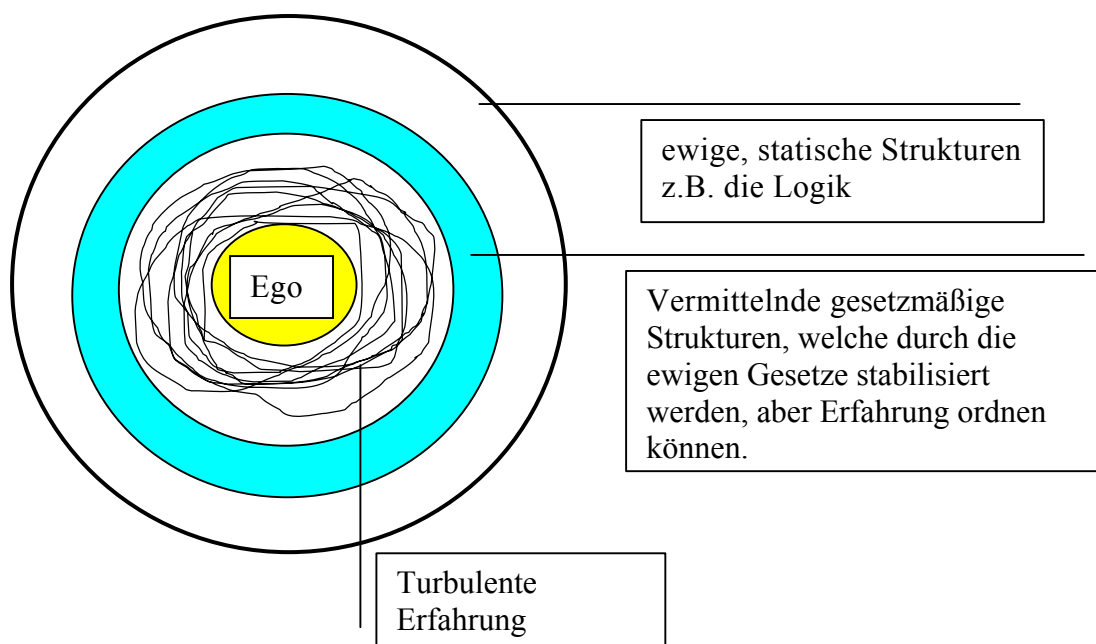 ewige, statische Strukturen
z.B. die Logik
Ego
Vermittelnde gesetzmäßige
Strukturen, welche durch die
ewigen Gesetze stabilisiert
werden, aber Erfahrung ordnen
können.
Turbulente
Erfahrung